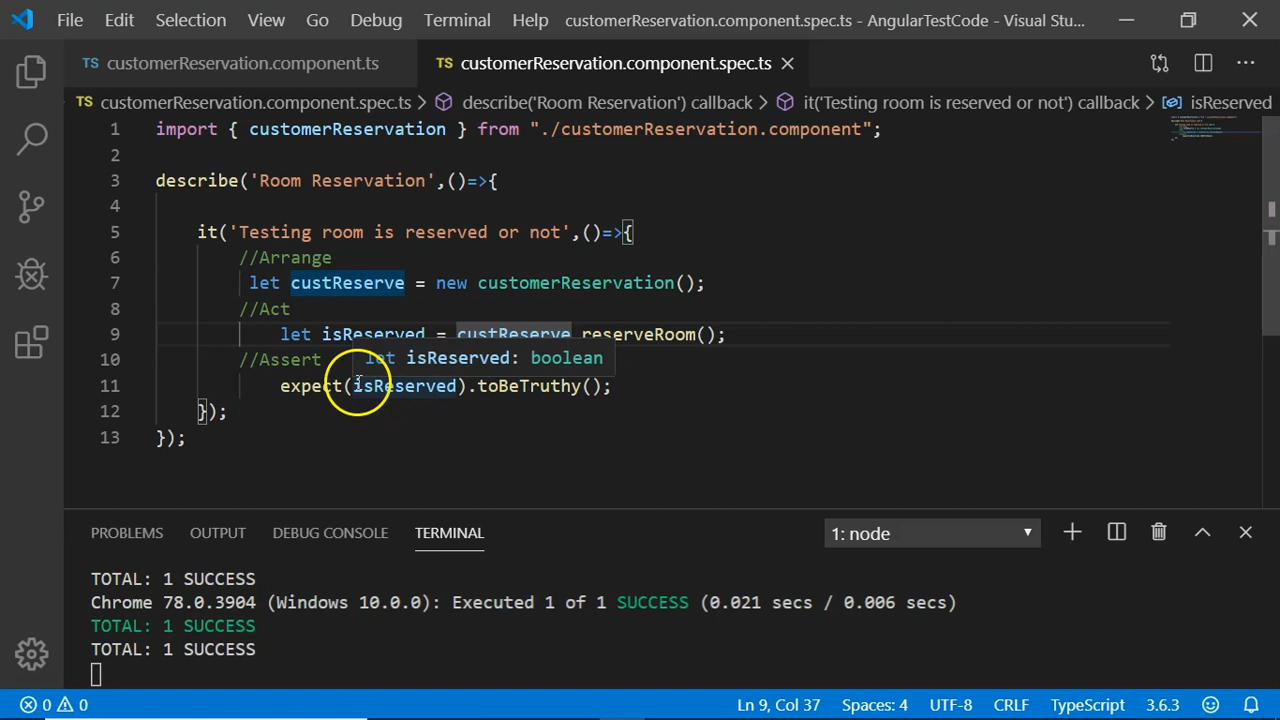 File Edit Selection View Go Debug Terminal Help customerReservation.component.spec.ts - AngularTestCode - Visual Stu...
TS customerReservation.component.ts TS customerReservation.component.spec.ts
TS customerReservation.component.spec.ts > describe('Room Reservation') callback > it('Testing room is reserved or not') callback > isReserved
1 import { customerReservation } from "./customerReservation.component";
2
3 describe('Room Reservation',()=>{
4
5 it('Testing room is reserved or not',()=>{
6 //Arrange
7 let custReserve = new customerReservation();
8 //Act
9 let isReserved = custReserve.reserveRoom();
let isReserved: boolean
10 //Assert
11 expect(isReserved).toBeTruthy();
12 });
13 });
PROBLEMS OUTPUT DEBUG CONSOLE TERMINAL 1: node
TOTAL: 1 SUCCESS
Chrome 78.0.3904 (Windows 10.0.0): Executed 1 of 1 SUCCESS (0.021 secs / 0.006 secs)
TOTAL: 1 SUCCESS
TOTAL: 1 SUCCESS
0 0 Ln 9, Col 37 Spaces: 4 UTF-8 CRLF TypeScript 3.6.3